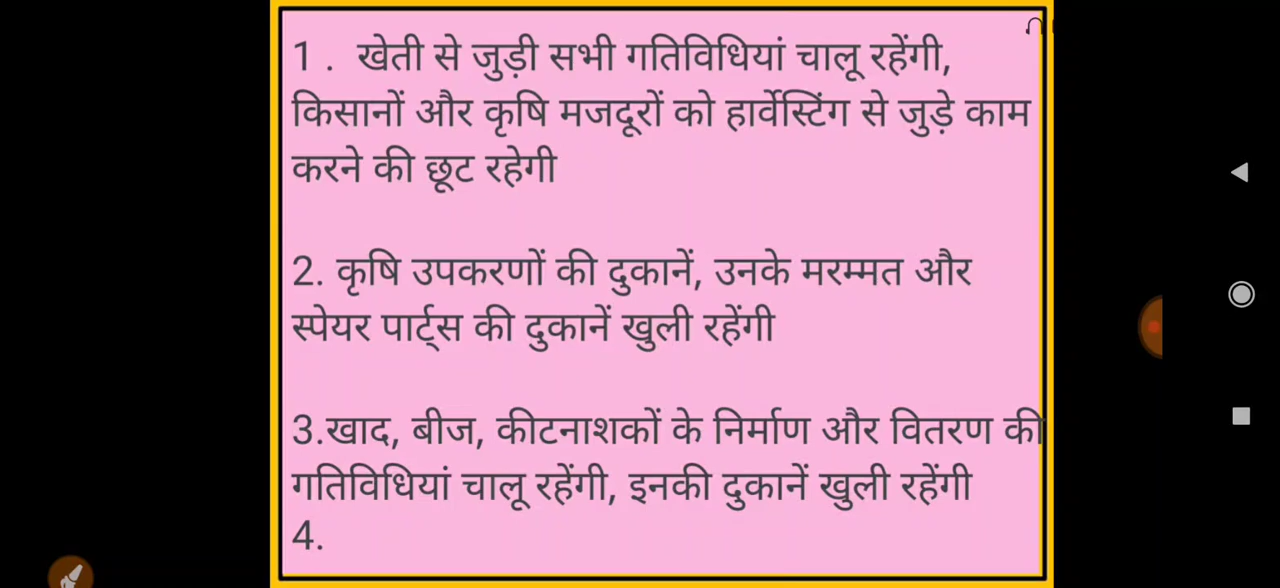 1 . खेती से जुड़ी सभी गतिविधियां चालू रहेंगी,
किसानों और कृषि मजदूरों को हार्वेस्टिंग से जुड़े काम
करने की छूट रहेगी
2. कृषि उपकरणों की दुकानें, उनके मरम्मत और
स्पेयर पार्ट्स की दुकानें खुली रहेंगी
3.खाद, बीज, कीटनाशकों के निर्माण और वितरण की
गतिविधियां चालू रहेंगी, इनकी दुकानें खुली रहेंगी
4.